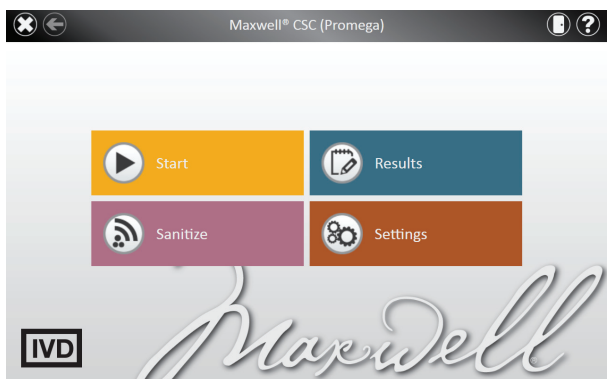 Maxwell® CSC (Promega)
Start
Results
Sanitize
Settings
IVD
Maxwell®